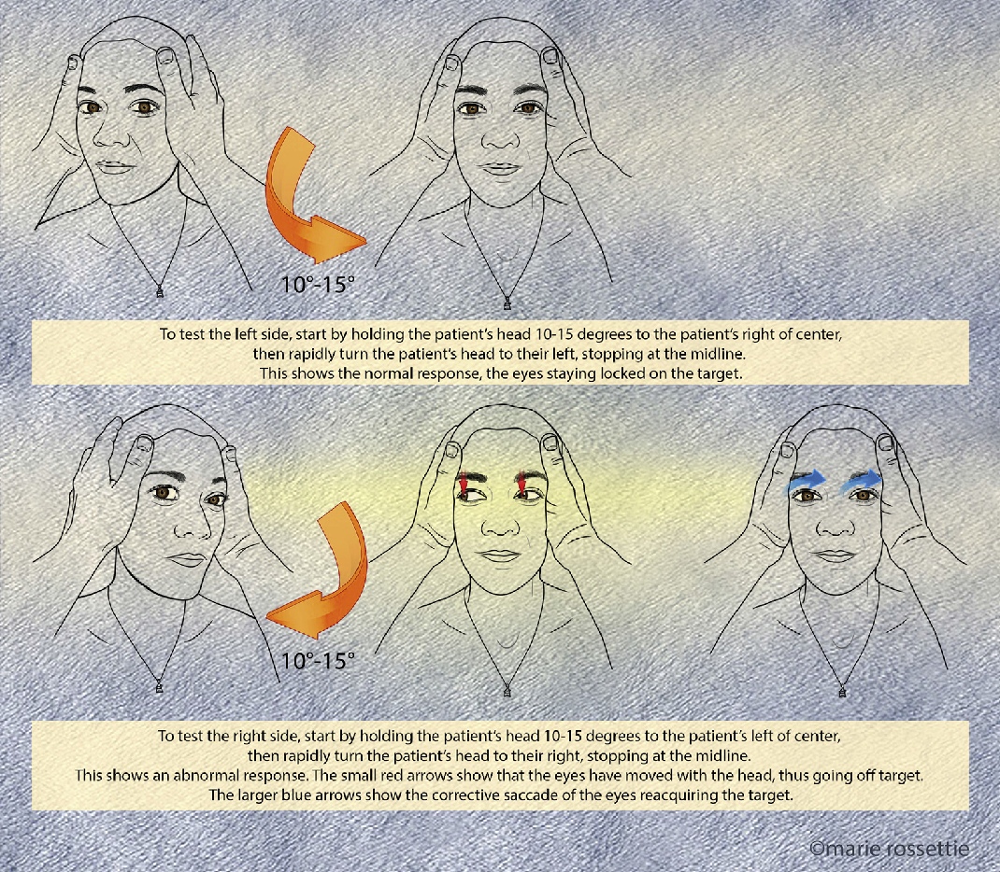 10°-15°
To test the left side, start by holding the patient's head 10-15 degrees to the patient's right of center,
then rapidly turn the patient's head to their left, stopping at the midline.
This shows the normal response, the eyes staying locked on the target.
10°-15°
To test the right side, start by holding the patient's head 10-15 degrees to the patient's left of center,
then rapidly turn the patient's head to their right, stopping at the midline.
This shows an abnormal response. The small red arrows show that the eyes have moved with the head, thus going off target.
The larger blue arrows show the corrective saccade of the eyes reacquiring the target.
©marie rossettie